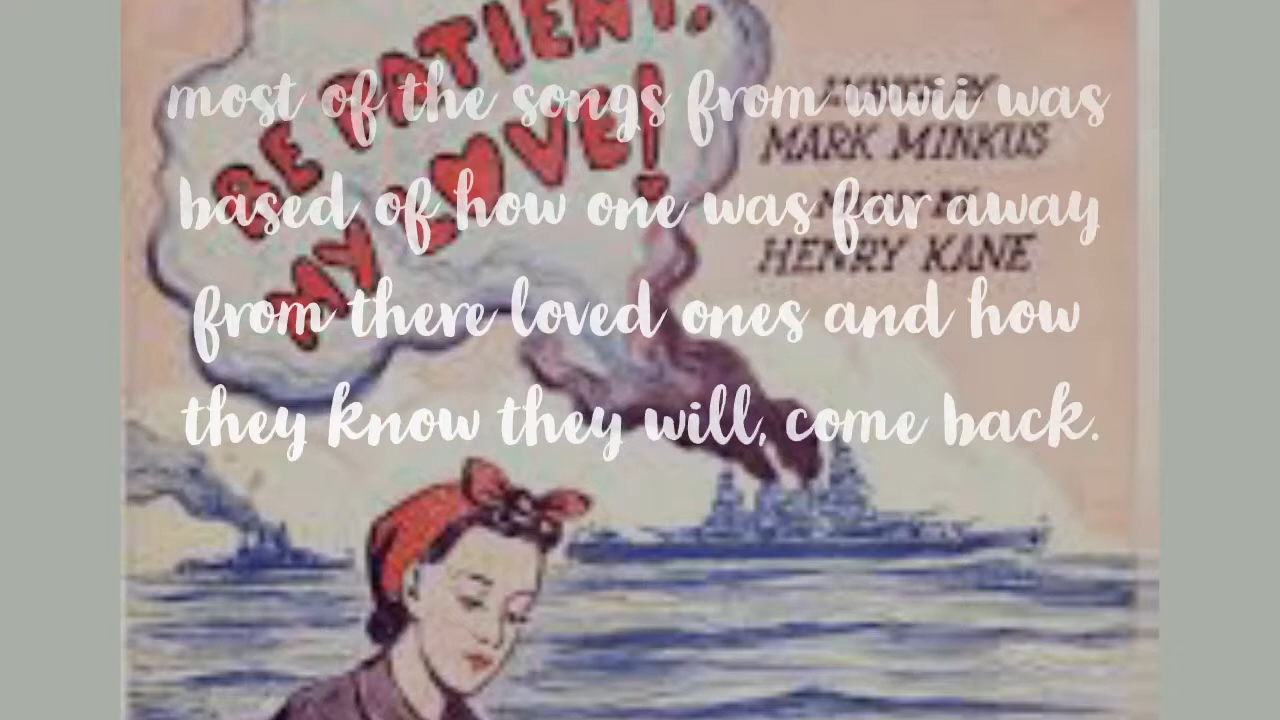 BE PATIENT,
MY LOVE!
MARK MINKUS
HENRY KANE
most of the songs from wwii was
based of how one was far away
from there loved ones and how
they know they will, come back.